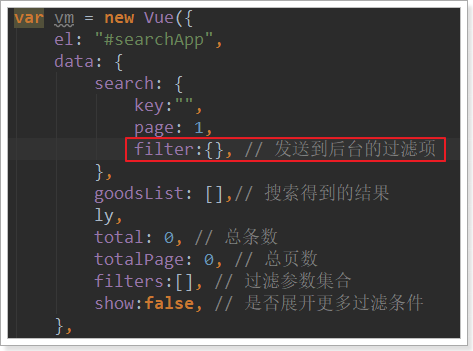 var vm = new Vue({
el: "#searchApp",
data: {
search: {
key:"",
page: 1,
filter:{}, // 发送到后台的过滤项
},
goodsList: [],// 搜索得到的结果
ly,
total: 0, // 总条数
totalPage: 0, // 总页数
filters:[], // 过滤参数集合
show:false, // 是否展开更多过滤条件
},